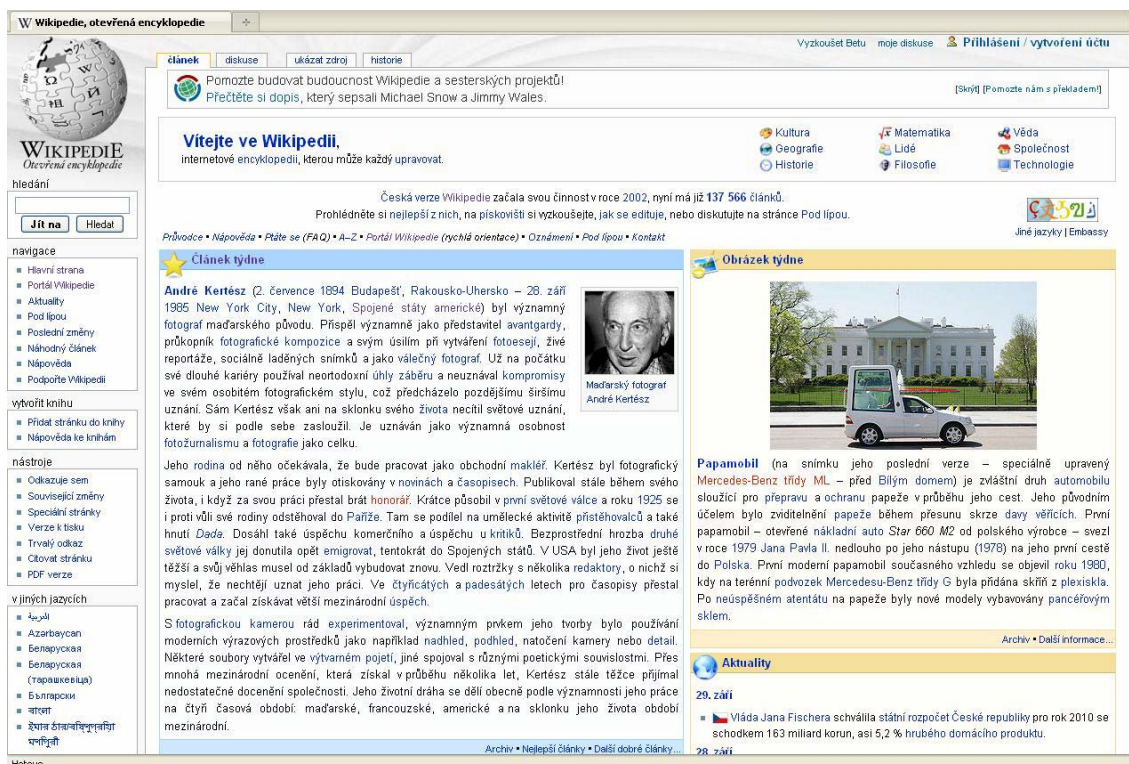 Wikipedie, otevřená encyklopedie
Vyzkoušet Betu moje diskuse Přihlášení / vytvoření účtu
článek diskuse ukázat zdroj historie
Pomozte budovat budoucnost Wikipedie a sesterských projektů!
Přečtěte si dopis, který sepsali Michael Snow a Jimmy Wales.
[Skrýt] [Pomozte nám s překladem!]
WIKIPEDIE
Otevřená encyklopedie
hledání
Jít na Hledat
navigace
Hlavní strana
Portál Wikipedie
Aktuality
Pod lípou
Poslední změny
Náhodný článek
Nápověda
Podpořte Wikipedii
vytvořit knihu
Přidat stránku do knihy
Nápověda ke knihám
nástroje
Odkazuje sem
Související změny
Speciální stránky
Verze k tisku
Trvalý odkaz
Citovat stránku
PDF verze
v jiných jazycích
العربية
Azərbaycan
Беларуская
Беларуская
(тарашкевіца)
Български
বাংলা
ইমার ঠার/বিষ্ণুপ্রিয়া
মণিপুরী
Vítejte ve Wikipedii,
internetové encyklopedii, kterou může každý upravovat.
Kultura Matematika Věda
Geografie Lidé Společnost
Historie Filosofie Technologie
Česká verze Wikipedie začala svou činnost v roce 2002, nyní má již 137 566 článků.
Prohlédněte si nejlepší z nich, na pískovišti si vyzkoušejte, jak se edituje, nebo diskutujte na stránce Pod lípou.
Jiné jazyky | Embassy
Průvodce • Nápověda • Ptáte se (FAQ) • A–Z • Portál Wikipedie (rychlá orientace) • Oznámení • Pod lípou • Kontakt
Článek týdne
André Kertész (2. července 1894 Budapešť, Rakousko-Uhersko – 28. září
1985 New York City, New York, Spojené státy americké) byl významný
fotograf maďarského původu. Přispěl významně jako představitel avantgardy,
průkopník fotografické kompozice a svým úsilím při vytváření fotoesejí, živé
reportáže, sociálně laděných snímků a jako válečný fotograf. Už na počátku
své dlouhé kariéry používal neortodoxní úhly záběru a neuznával kompromisy
ve svém osobitém fotografickém stylu, což předcházelo pozdějšímu širšímu
uznání. Sám Kertész však ani na sklonku svého života necítil světové uznání,
které by si podle sebe zasloužil. Je uznáván jako významná osobnost
fotožurnalismu a fotografie jako celku.
Maďarský fotograf
André Kertész
Jeho rodina od něho očekávala, že bude pracovat jako obchodní makléř. Kertész byl fotografický
samouk a jeho rané práce byly otiskovány v novinách a časopisech. Publikoval stále během svého
života, i když za svou práci přestal brát honorář. Krátce působil v první světové válce a roku 1925 se
i proti vůli své rodiny odstěhoval do Paříže. Tam se podílel na umělecké aktivitě přistěhovalců a také
hnutí Dada. Dosáhl také úspěchu komerčního a úspěchu u kritiků. Bezprostřední hrozba druhé
světové války jej donutila opět emigrovat, tentokrát do Spojených států. V USA byl jeho život ještě
těžší a svůj věhlas musel od základů vybudovat znovu. Vedl roztržky s několika redaktory, o nichž si
myslel, že nechtějí uznat jeho práci. Ve čtyřicátých a padesátých letech pro časopisy přestal
pracovat a začal získávat větší mezinárodní úspěch.
S fotografickou kamerou rád experimentoval, významným prvkem jeho tvorby bylo používání
moderních výrazových prostředků jako například nadhled, podhled, natočení kamery nebo detail.
Některé soubory vytvářel ve výtvarném pojetí, jiné spojoval s různými poetickými souvislostmi. Přes
mnohá mezinárodní ocenění, která získal v průběhu několika let, Kertész stále těžce přijímal
nedostatečné docenění společnosti. Jeho životní dráha se dělí obecně podle významnosti jeho práce
na čtyři časová období: maďarské, francouzské, americké a na sklonku jeho života období
mezinárodní.
Archiv • Nejlepší články • Další dobré články...
Obrázek týdne
Papamobil (na snímku jeho poslední verze – speciálně upravený
Mercedes-Benz třídy ML – před Bílým domem) je zvláštní druh automobilu
sloužící pro přepravu a ochranu papeže v průběhu jeho cest. Jeho původním
účelem bylo zviditelnění papeže během přesunu skrze davy věřících. První
papamobil – otevřené nákladní auto Star 660 M2 od polského výrobce – svezl
v roce 1979 Jana Pavla II. nedlouho po jeho nástupu (1978) na jeho první cestě
do Polska. První moderní papamobil současného vzhledu se objevil roku 1980,
kdy na terénní podvozek Mercedesu-Benz třídy G byla přidána skříň z plexiskla.
Po neúspěšném atentátu na papeže byly nové modely vybavovány pancéřovým
sklem.
Archiv • Další informace...
Aktuality
29. září
Vláda Jana Fischera schválila státní rozpočet České republiky pro rok 2010 se
schodkem 163 miliard korun, asi 5,2 % hrubého domácího produktu.
28. září
Hotovo